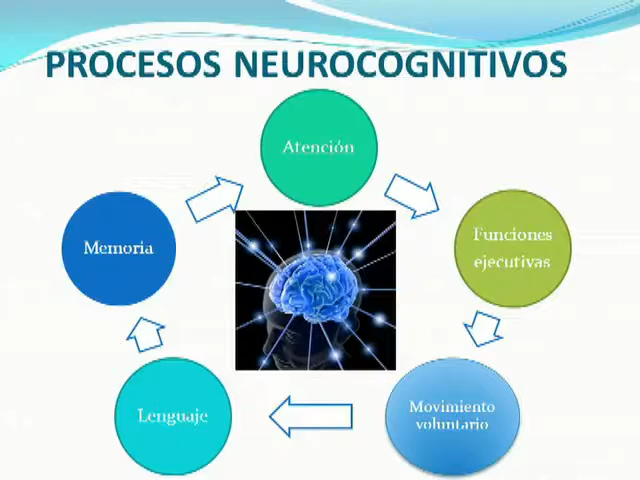 PROCESOS NEUROCOGNITIVOS
Atención
Funciones
ejecutivas
Movimiento
voluntario
Lenguaje
Memoria